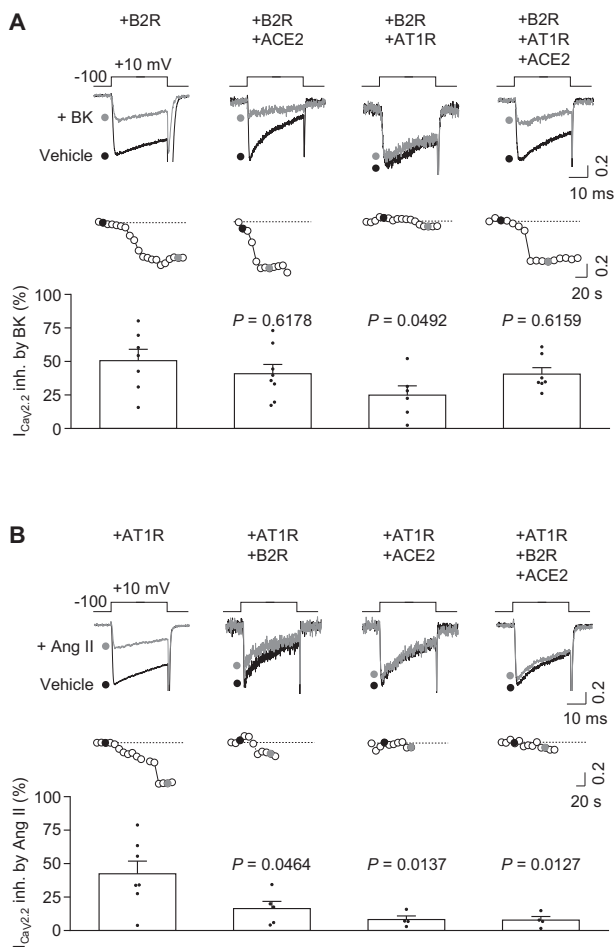 A
+B2R
+B2R
+ACE2
+B2R
+AT1R
+B2R
+AT1R
+ACE2
-100
+10 mV
+ BK
Vehicle
0.2
10 ms
0.2
20 s
I_CaV2.2 inh. by BK (%)
100
75
50
25
0
P = 0.6178
P = 0.0492
P = 0.6159
B
+AT1R
+AT1R
+B2R
+AT1R
+ACE2
+AT1R
+B2R
+ACE2
-100
+10 mV
+ Ang II
Vehicle
0.2
10 ms
0.2
20 s
I_CaV2.2 inh. by Ang II (%)
100
75
50
25
0
P = 0.0464
P = 0.0137
P = 0.0127